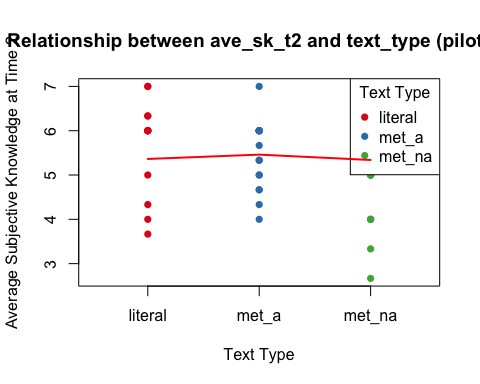 Relationship between ave_sk_t2 and text_type (pilot
Average Subjective Knowledge at Time
7
6
5
4
3
Text Type
literal
met_a
met_na
literal
met_a
met_na
Text Type